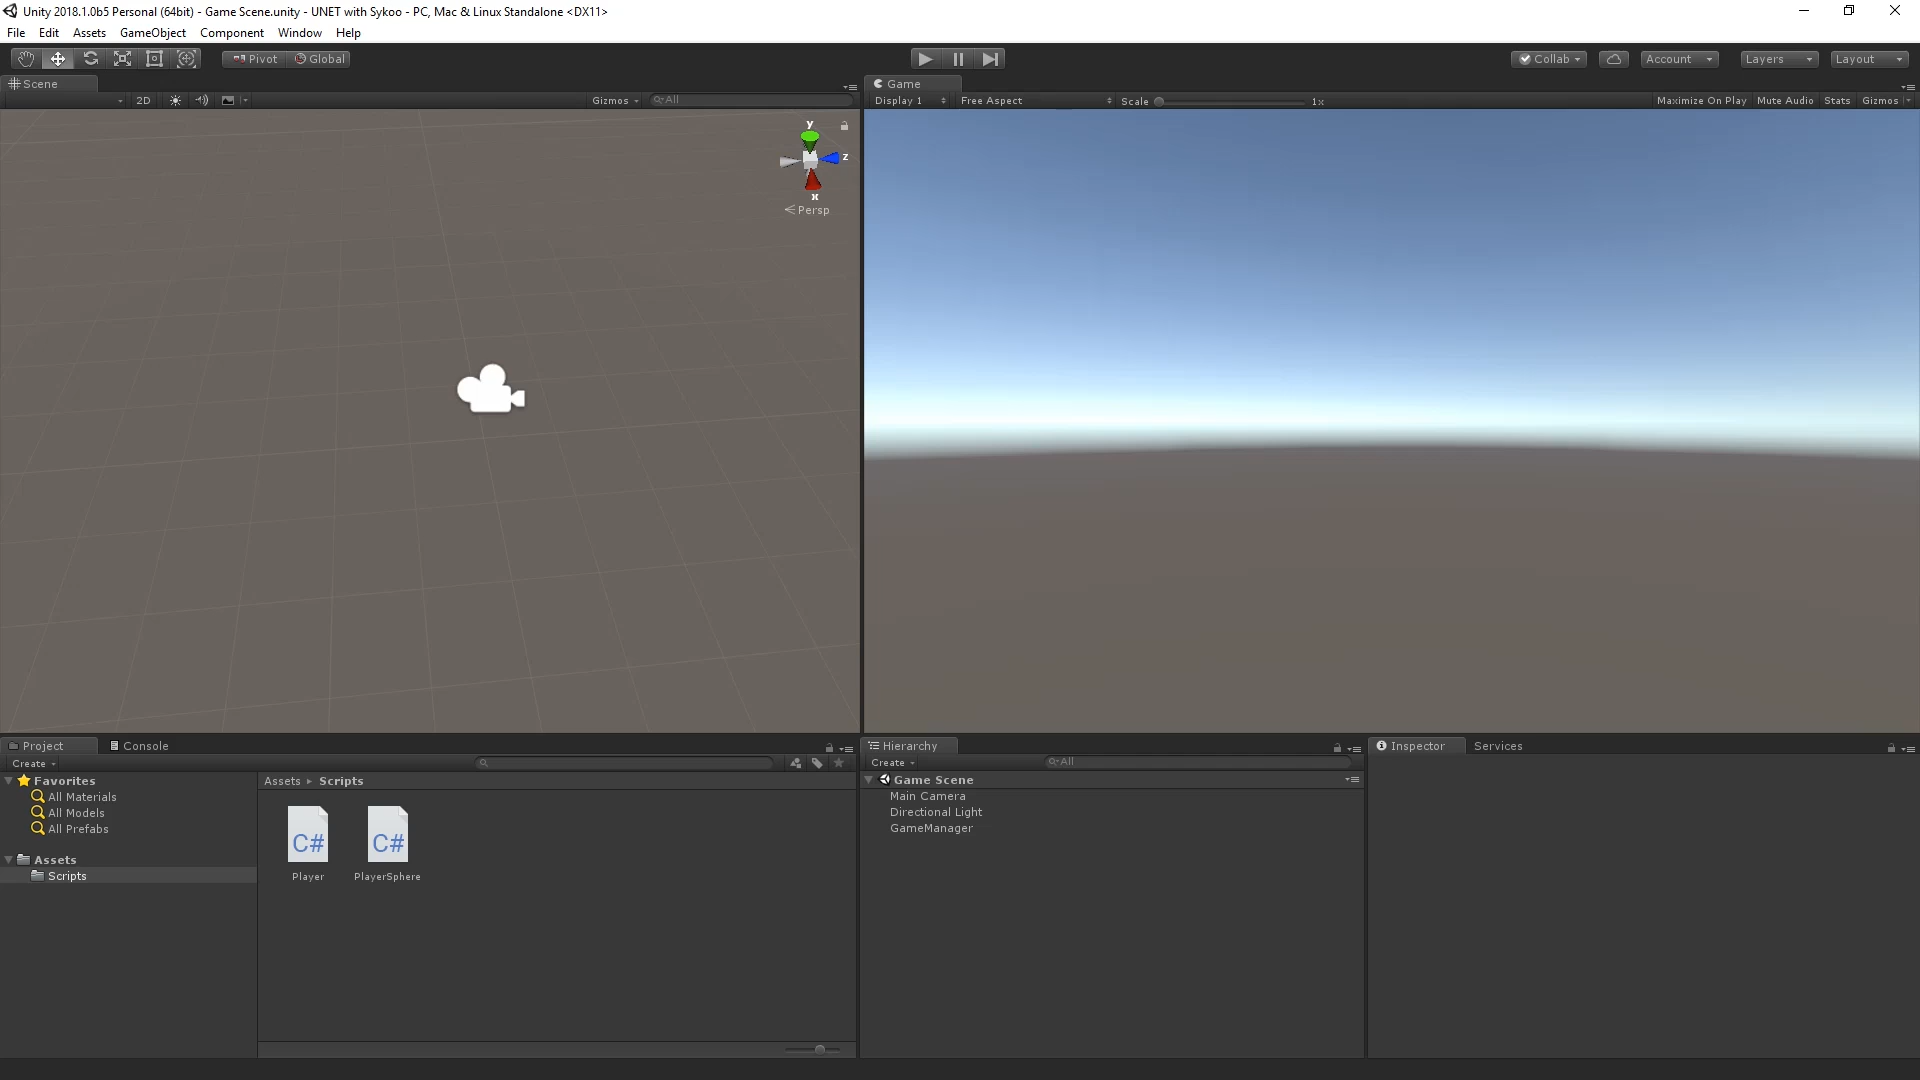 Unity 2018.1.0b5 Personal (64bit) - Game Scene.unity - UNET with Sykoo - PC, Mac & Linux Standalone <DX11>
File Edit Assets GameObject Component Window Help
Pivot Global Collab Account Layers Layout
Scene
2D Gizmos All
y
z
x
Persp
Game
Display 1 Free Aspect Scale 1x Maximize On Play Mute Audio Stats Gizmos
Project Console
Create
Favorites
All Materials
All Models
All Prefabs
Assets
Scripts
Assets Scripts
C# C#
Player PlayerSphere
Hierarchy
Create All
Game Scene
Main Camera
Directional Light
GameManager
Inspector Services